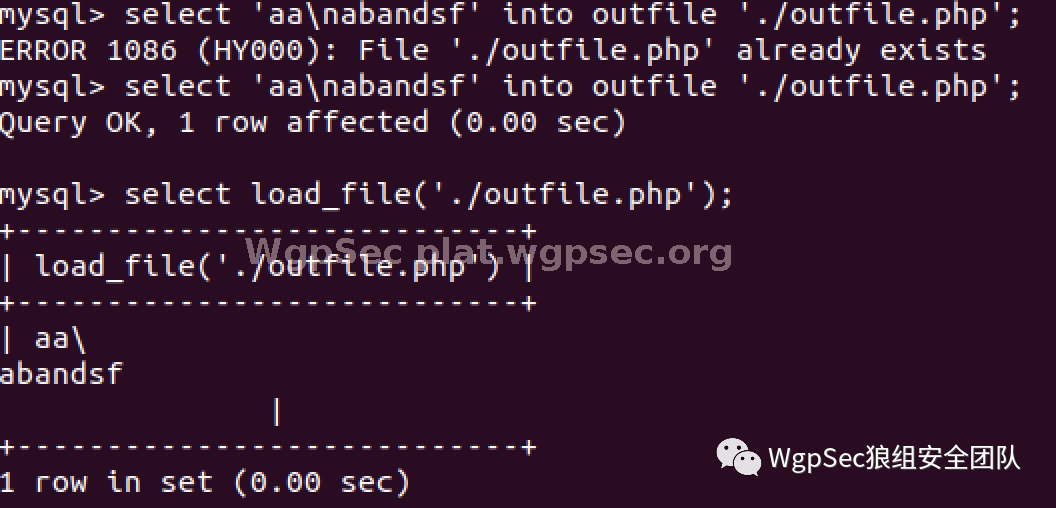 mysql> select 'aa\nabandsf' into outfile './outfile.php';
ERROR 1086 (HY000): File './outfile.php' already exists
mysql> select 'aa\nabandsf' into outfile './outfile.php';
Query OK, 1 row affected (0.00 sec)
mysql> select load_file('./outfile.php');
+-----------------------------+
WgpSec plat.wgpsec.org
| load_file('./outfile.php') |
+-----------------------------+
| aa\
abandsf
|
+-----------------------------+
WgpSec狼组安全团队
1 row in set (0.00 sec)